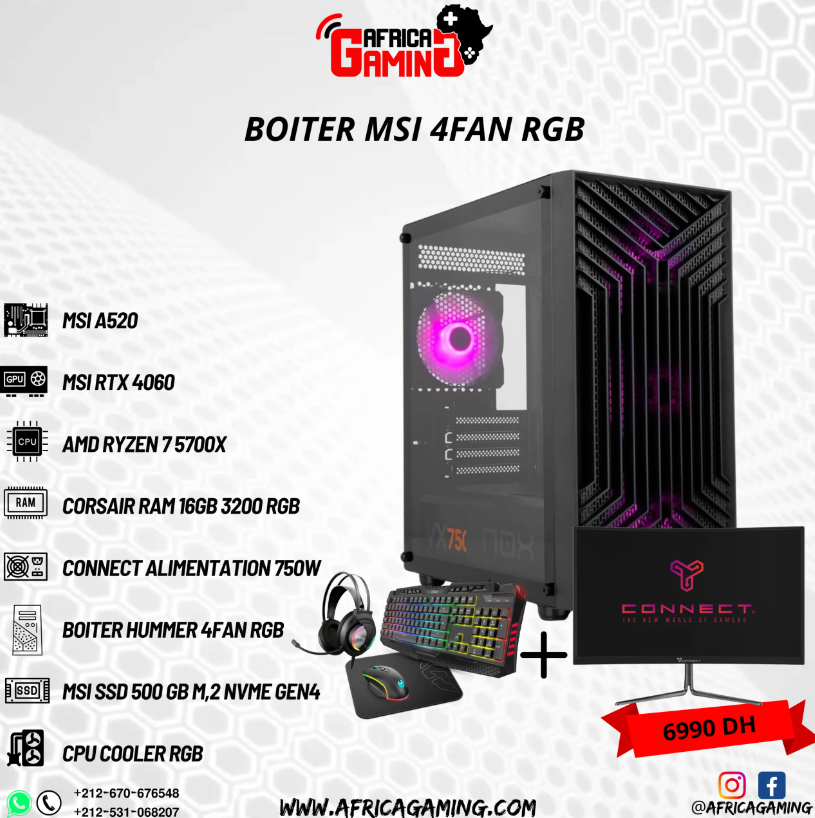 AFRICA
GAMING
BOITER MSI 4FAN RGB
MSI A520
GPU
MSI RTX 4060
CPU
AMD RYZEN 7 5700X
RAM
CORSAIR RAM 16GB 3200 RGB
CONNECT ALIMENTATION 750W
VX750
nox
BOITER HUMMER 4FAN RGB
SSD
MSI SSD 500 GB M,2 NVME GEN4
CPU COOLER RGB
CONNECT
THE NEW WORLD OF GAMERS
+
6990 DH
+212-670-676548
+212-531-068207
WWW.AFRICAGAMING.COM
@AFRICAGAMING